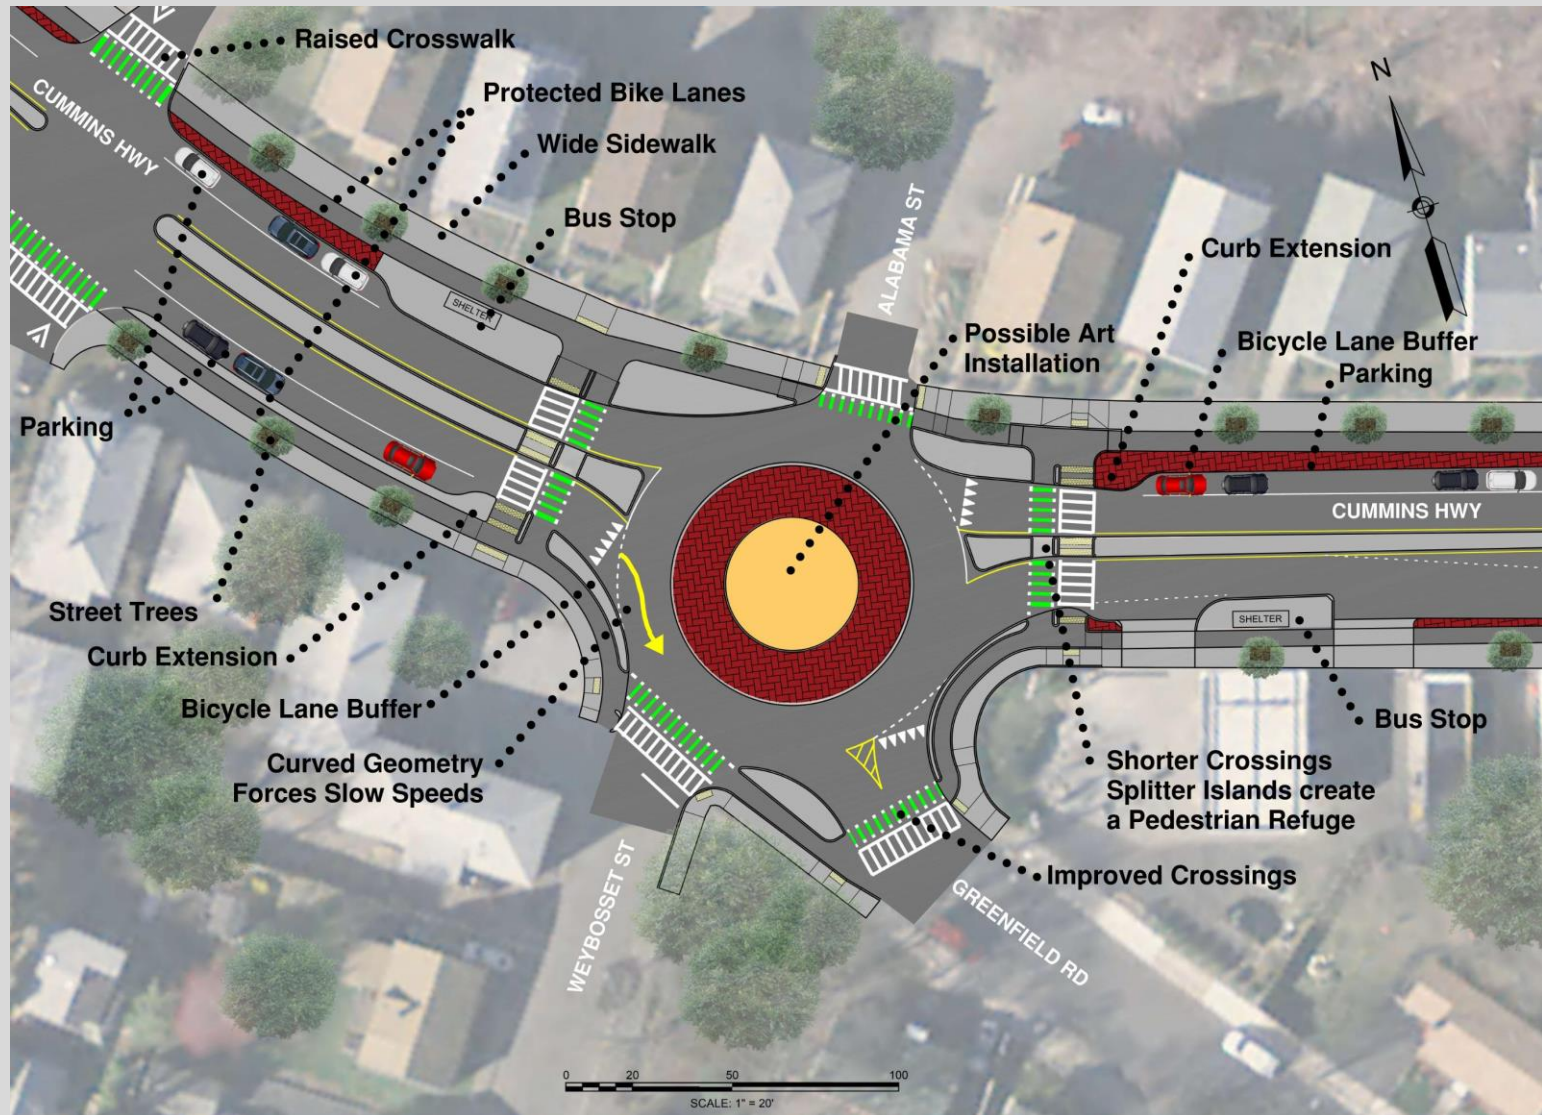 Raised Crosswalk
Protected Bike Lanes
Wide Sidewalk
Bus Stop
CUMMINS HWY
N
ALABAMA ST
SHELTER
Curb Extension
Possible Art
Installation
Bicycle Lane Buffer
Parking
CUMMINS HWY
Parking
Street Trees
Curb Extension
Bicycle Lane Buffer
Curved Geometry
Forces Slow Speeds
SHELTER
Bus Stop
Shorter Crossings
Splitter Islands create
a Pedestrian Refuge
Improved Crossings
WEYBOSSET ST
GREENFIELD RD
0 20 50 100
SCALE: 1" = 20'